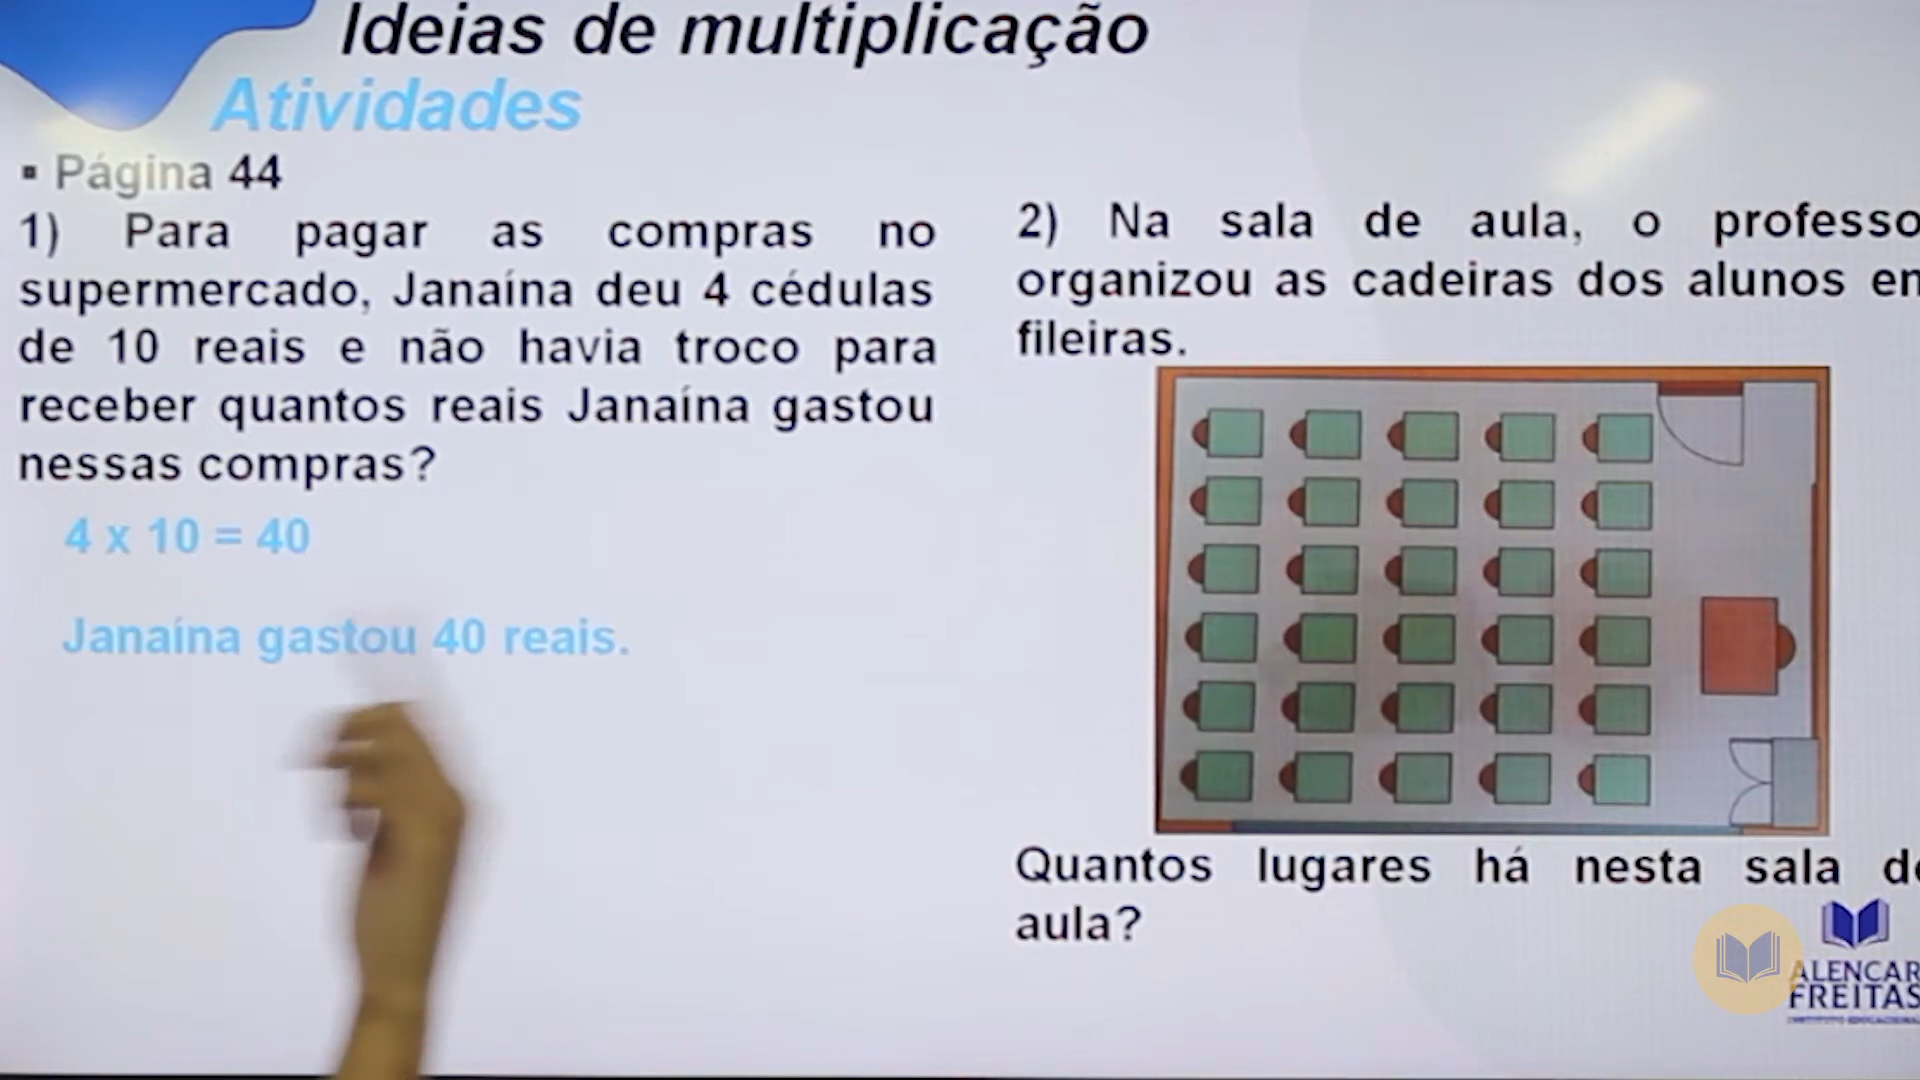 Ideias de multiplicação
Atividades
▪ Página 44
1) Para pagar as compras no
supermercado, Janaína deu 4 cédulas
de 10 reais e não havia troco para
receber quantos reais Janaína gastou
nessas compras?
4 x 10 = 40
Janaína gastou 40 reais.
2) Na sala de aula, o professo
organizou as cadeiras dos alunos em
fileiras.
Quantos lugares há nesta sala de
aula?
ALENCAR
FREITAS